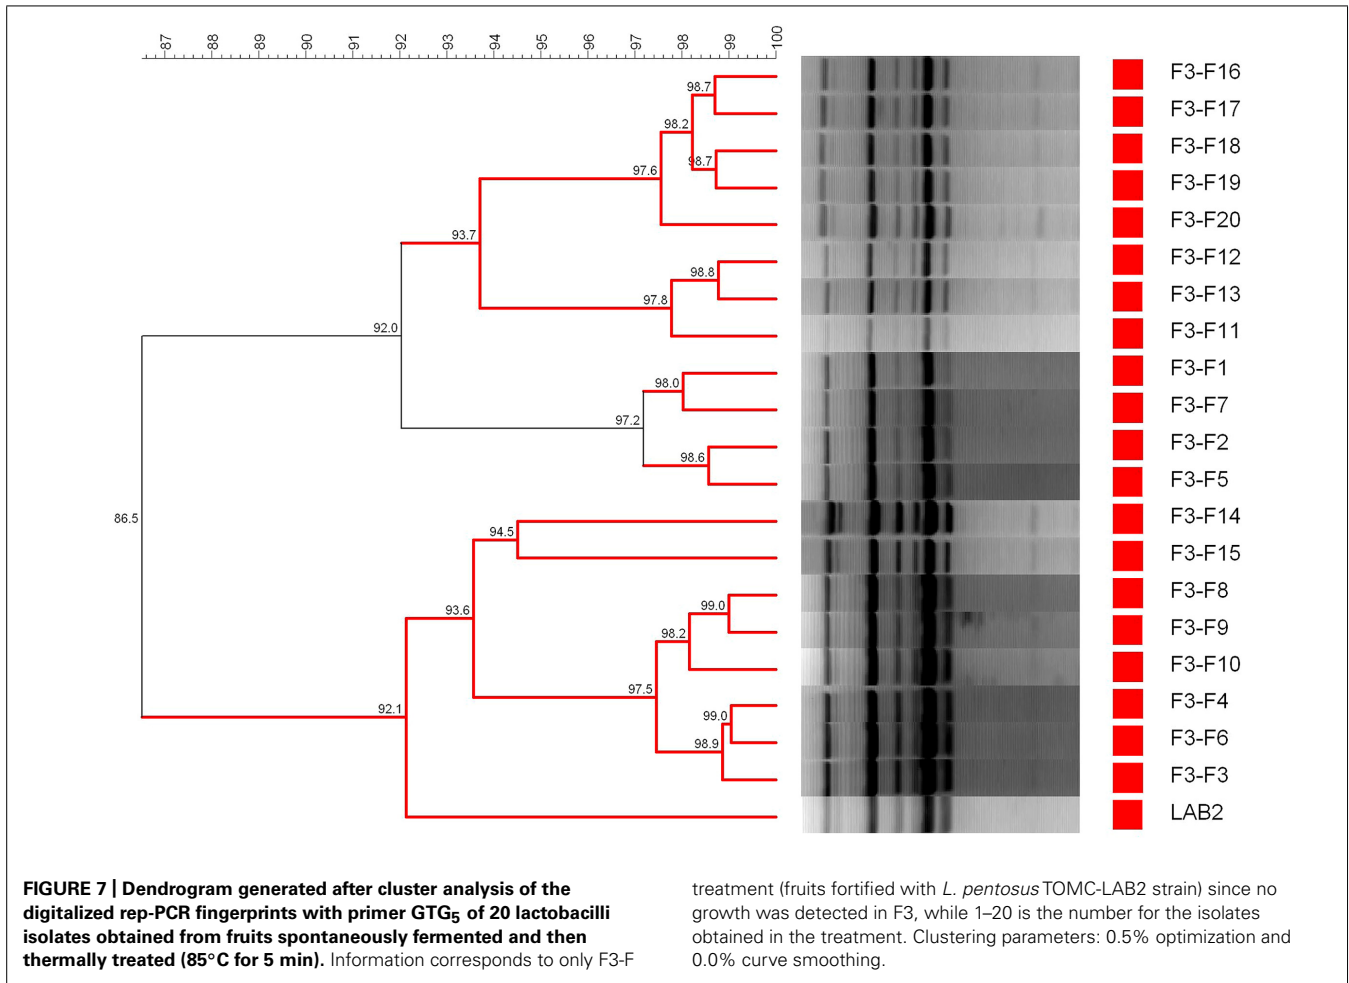 87 88 89 90 91 92 93 94 95 96 97 98 99 100
98.7 F3-F16
F3-F17
98.2
98.7 F3-F18
97.6 F3-F19
F3-F20
93.7
98.8 F3-F12
97.8 F3-F13
92.0 F3-F11
98.0 F3-F1
F3-F7
97.2
98.6 F3-F2
F3-F5
86.5 F3-F14
94.5 F3-F15
99.0 F3-F8
93.6
98.2 F3-F9
F3-F10
97.5
99.0 F3-F4
92.1
98.9 F3-F6
F3-F3
LAB2
FIGURE 7 | Dendrogram generated after cluster analysis of the
digitalized rep-PCR fingerprints with primer GTG5 of 20 lactobacilli
isolates obtained from fruits spontaneously fermented and then
thermally treated (85°C for 5 min). Information corresponds to only F3-F
treatment (fruits fortified with L. pentosus TOMC-LAB2 strain) since no
growth was detected in F3, while 1–20 is the number for the isolates
obtained in the treatment. Clustering parameters: 0.5% optimization and
0.0% curve smoothing.